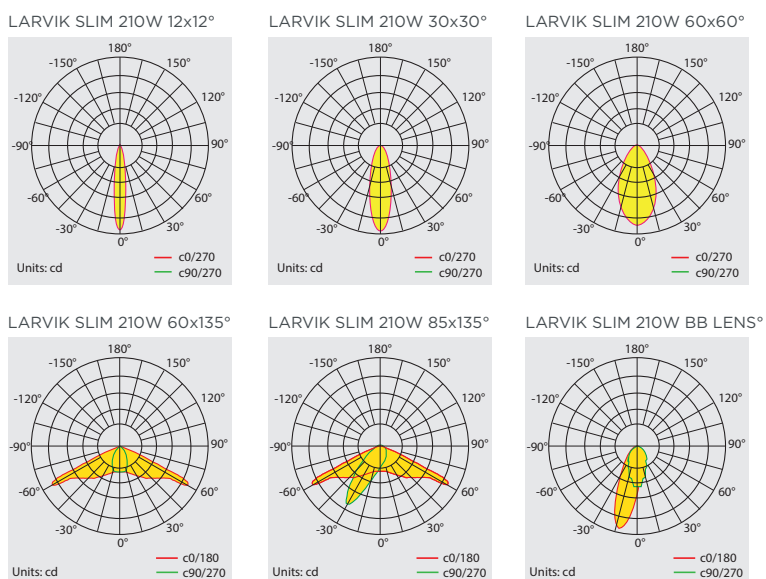 LARVIK SLIM 210W 12x12°
180°
-150° 150°
-120° 120°
-90° 90°
-60° 60°
-30° 30°
0°
c0/270
Units: cd c90/270
LARVIK SLIM 210W 30x30°
180°
-150° 150°
-120° 120°
-90° 90°
-60° 60°
-30° 30°
0°
c0/270
Units: cd c90/270
LARVIK SLIM 210W 60x60°
180°
-150° 150°
-120° 120°
-90° 90°
-60° 60°
-30° 30°
0°
c0/270
Units: cd c90/270
LARVIK SLIM 210W 60x135°
180°
-150° 150°
-120° 120°
-90° 90°
-60° 60°
-30° 30°
0°
c0/180
Units: cd c90/270
LARVIK SLIM 210W 85x135°
180°
-150° 150°
-120° 120°
-90° 90°
-60° 60°
-30° 30°
0°
c0/180
Units: cd c90/270
LARVIK SLIM 210W BB LENS°
180°
-150° 150°
-120° 120°
-90° 90°
-60° 60°
-30° 30°
0°
c0/180
Units: cd c90/270